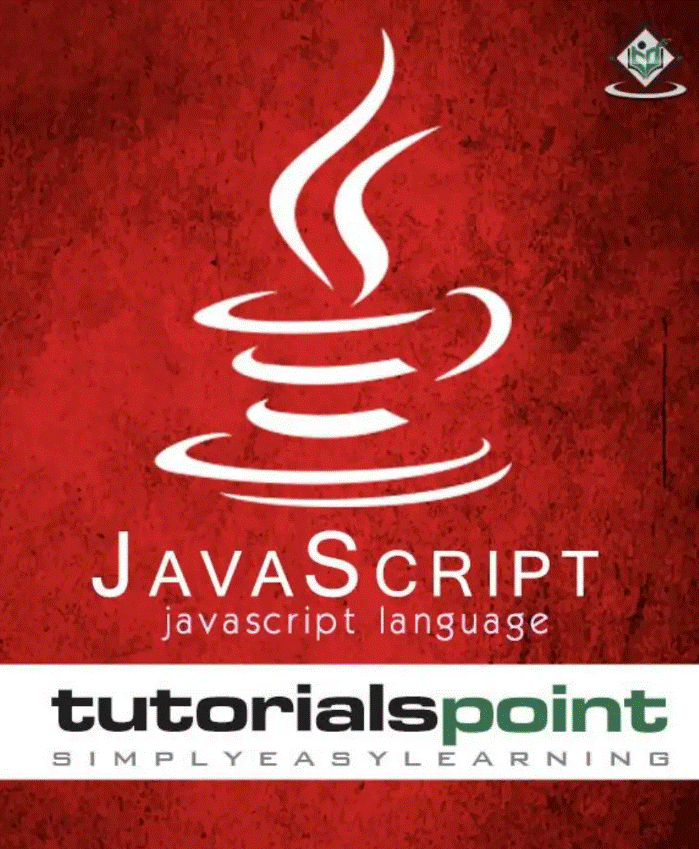 JAVASCRIPT
javascript language
tutorialspoint
SIMPLYEASYLEARNING